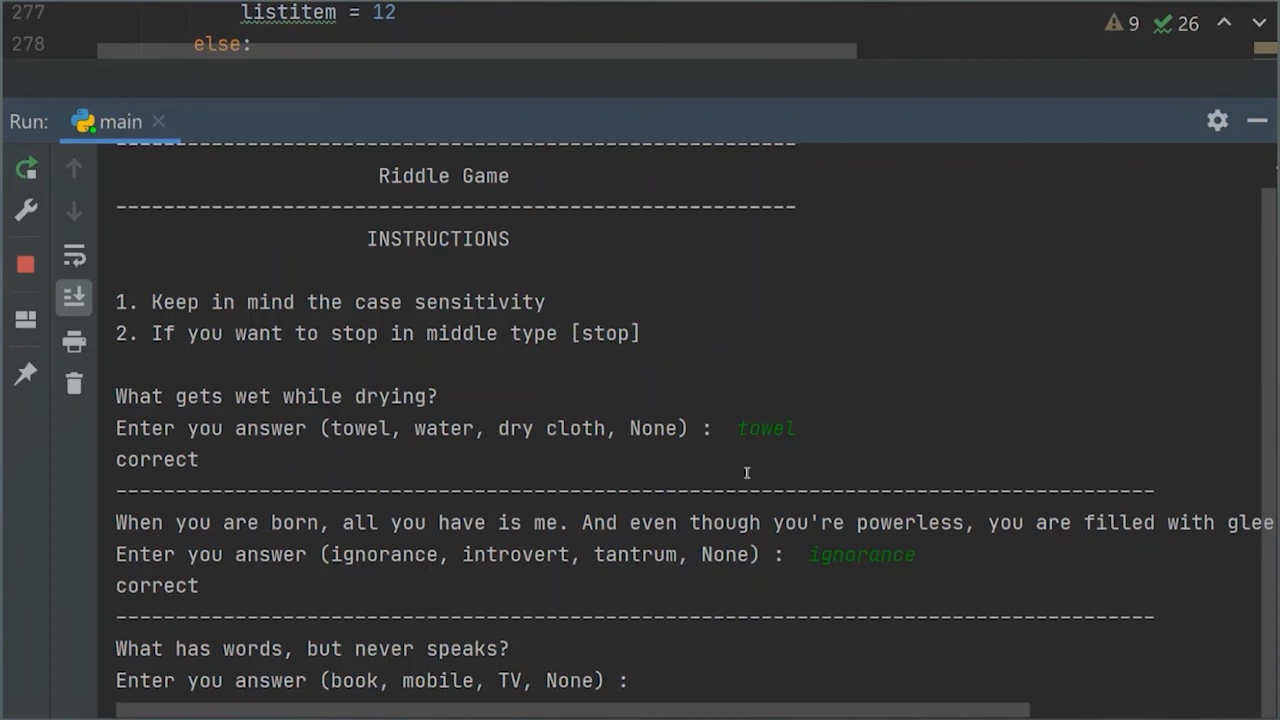 277 listitem = 12
278 else:
9 26
Run: main
------------------------------------------------------------
Riddle Game
------------------------------------------------------------
INSTRUCTIONS
1. Keep in mind the case sensitivity
2. If you want to stop in middle type [stop]
What gets wet while drying?
Enter you answer (towel, water, dry cloth, None) : towel
correct
------------------------------------------------------------
When you are born, all you have is me. And even though you're powerless, you are filled with glee
Enter you answer (ignorance, introvert, tantrum, None) : ignorance
correct
------------------------------------------------------------
What has words, but never speaks?
Enter you answer (book, mobile, TV, None) :